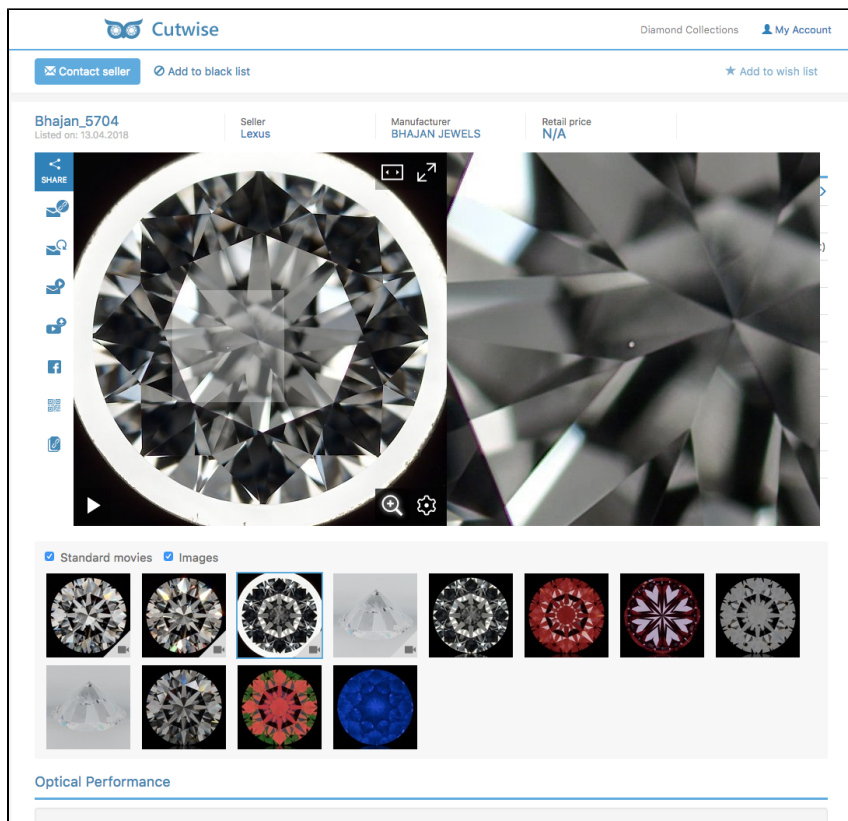 Cutwise
Diamond Collections
My Account
Contact seller
Add to black list
Add to wish list
Bhajan_5704
Listed on: 13.04.2018
Seller
Lexus
Manufacturer
BHAJAN JEWELS
Retail price
N/A
SHARE
Standard movies
Images
Optical Performance